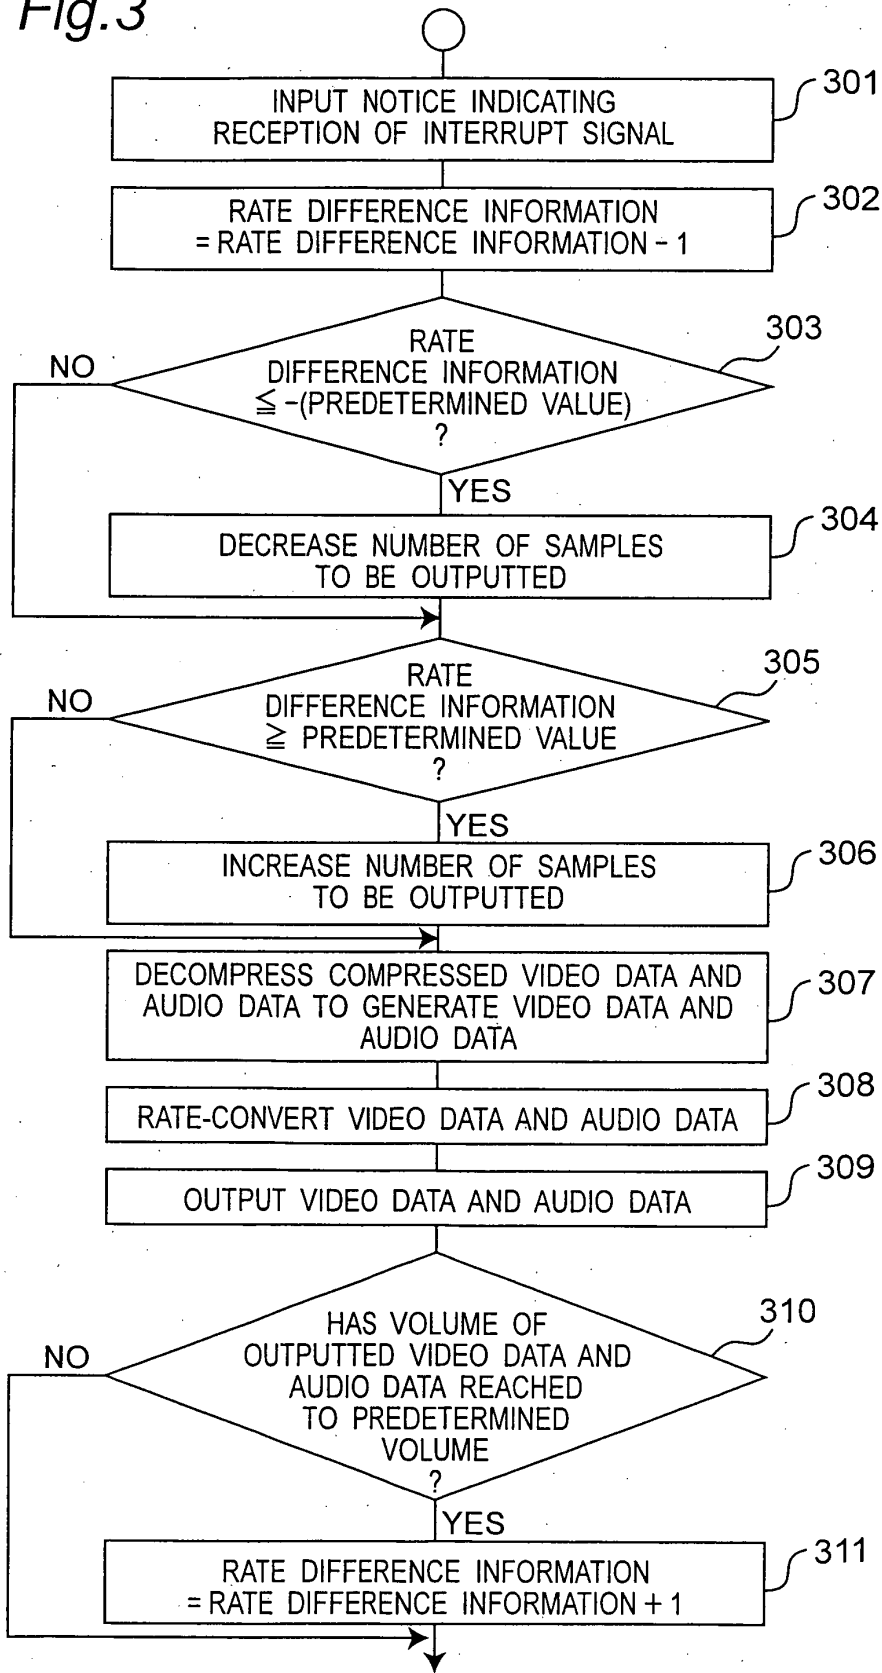 Fig.3
INPUT NOTICE INDICATING
RECEPTION OF INTERRUPT SIGNAL
301
RATE DIFFERENCE INFORMATION
= RATE DIFFERENCE INFORMATION - 1
302
RATE
DIFFERENCE INFORMATION
≦ -(PREDETERMINED VALUE)
?
303
NO
YES
DECREASE NUMBER OF SAMPLES
TO BE OUTPUTTED
304
RATE
DIFFERENCE INFORMATION
≧ PREDETERMINED VALUE
?
305
NO
YES
INCREASE NUMBER OF SAMPLES
TO BE OUTPUTTED
306
DECOMPRESS COMPRESSED VIDEO DATA AND
AUDIO DATA TO GENERATE VIDEO DATA AND
AUDIO DATA
307
RATE-CONVERT VIDEO DATA AND AUDIO DATA
308
OUTPUT VIDEO DATA AND AUDIO DATA
309
HAS VOLUME OF
OUTPUTTED VIDEO DATA AND
AUDIO DATA REACHED
TO PREDETERMINED
VOLUME
?
310
NO
YES
RATE DIFFERENCE INFORMATION
= RATE DIFFERENCE INFORMATION + 1
311